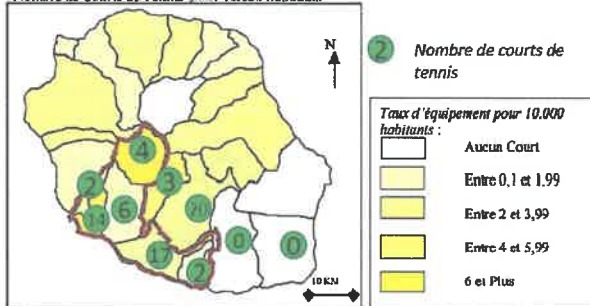 N
2 Nombre de courts de
tennis
Taux d'équipement pour 10.000
habitants :
Aucun Court
Entre 0,1 et 1,99
Entre 2 et 3,99
Entre 4 et 5,99
6 et Plus
4
2
3
14
6
20
17
0
0
2
10 KN